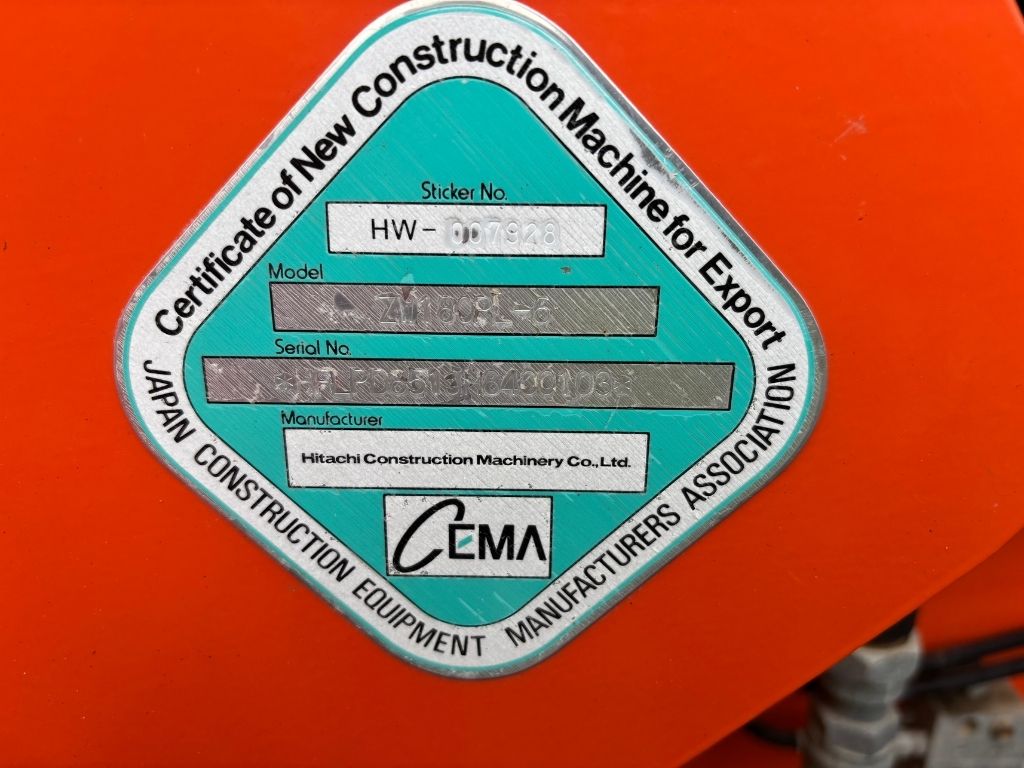 Certificate of New Construction Machine for Export
Sticker No.
HW-007928
Model
Serial No.
Manufacturer
Hitachi Construction Machinery Co.,Ltd.
CEMA
JAPAN CONSTRUCTION EQUIPMENT MANUFACTURERS ASSOCIATION